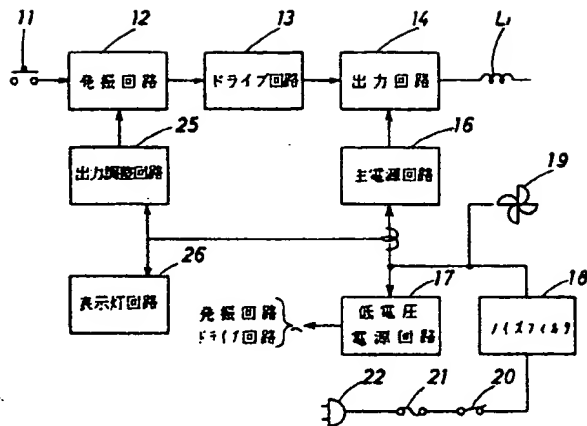 11
12
13
14
L₁
発振回路
ドライブ回路
出力回路
25
16
出力調整回路
主電源回路
19
26
17
18
表示灯回路
発振回路
ドライブ回路
低電圧
電源回路
ノイズフィルタ
22
21
20